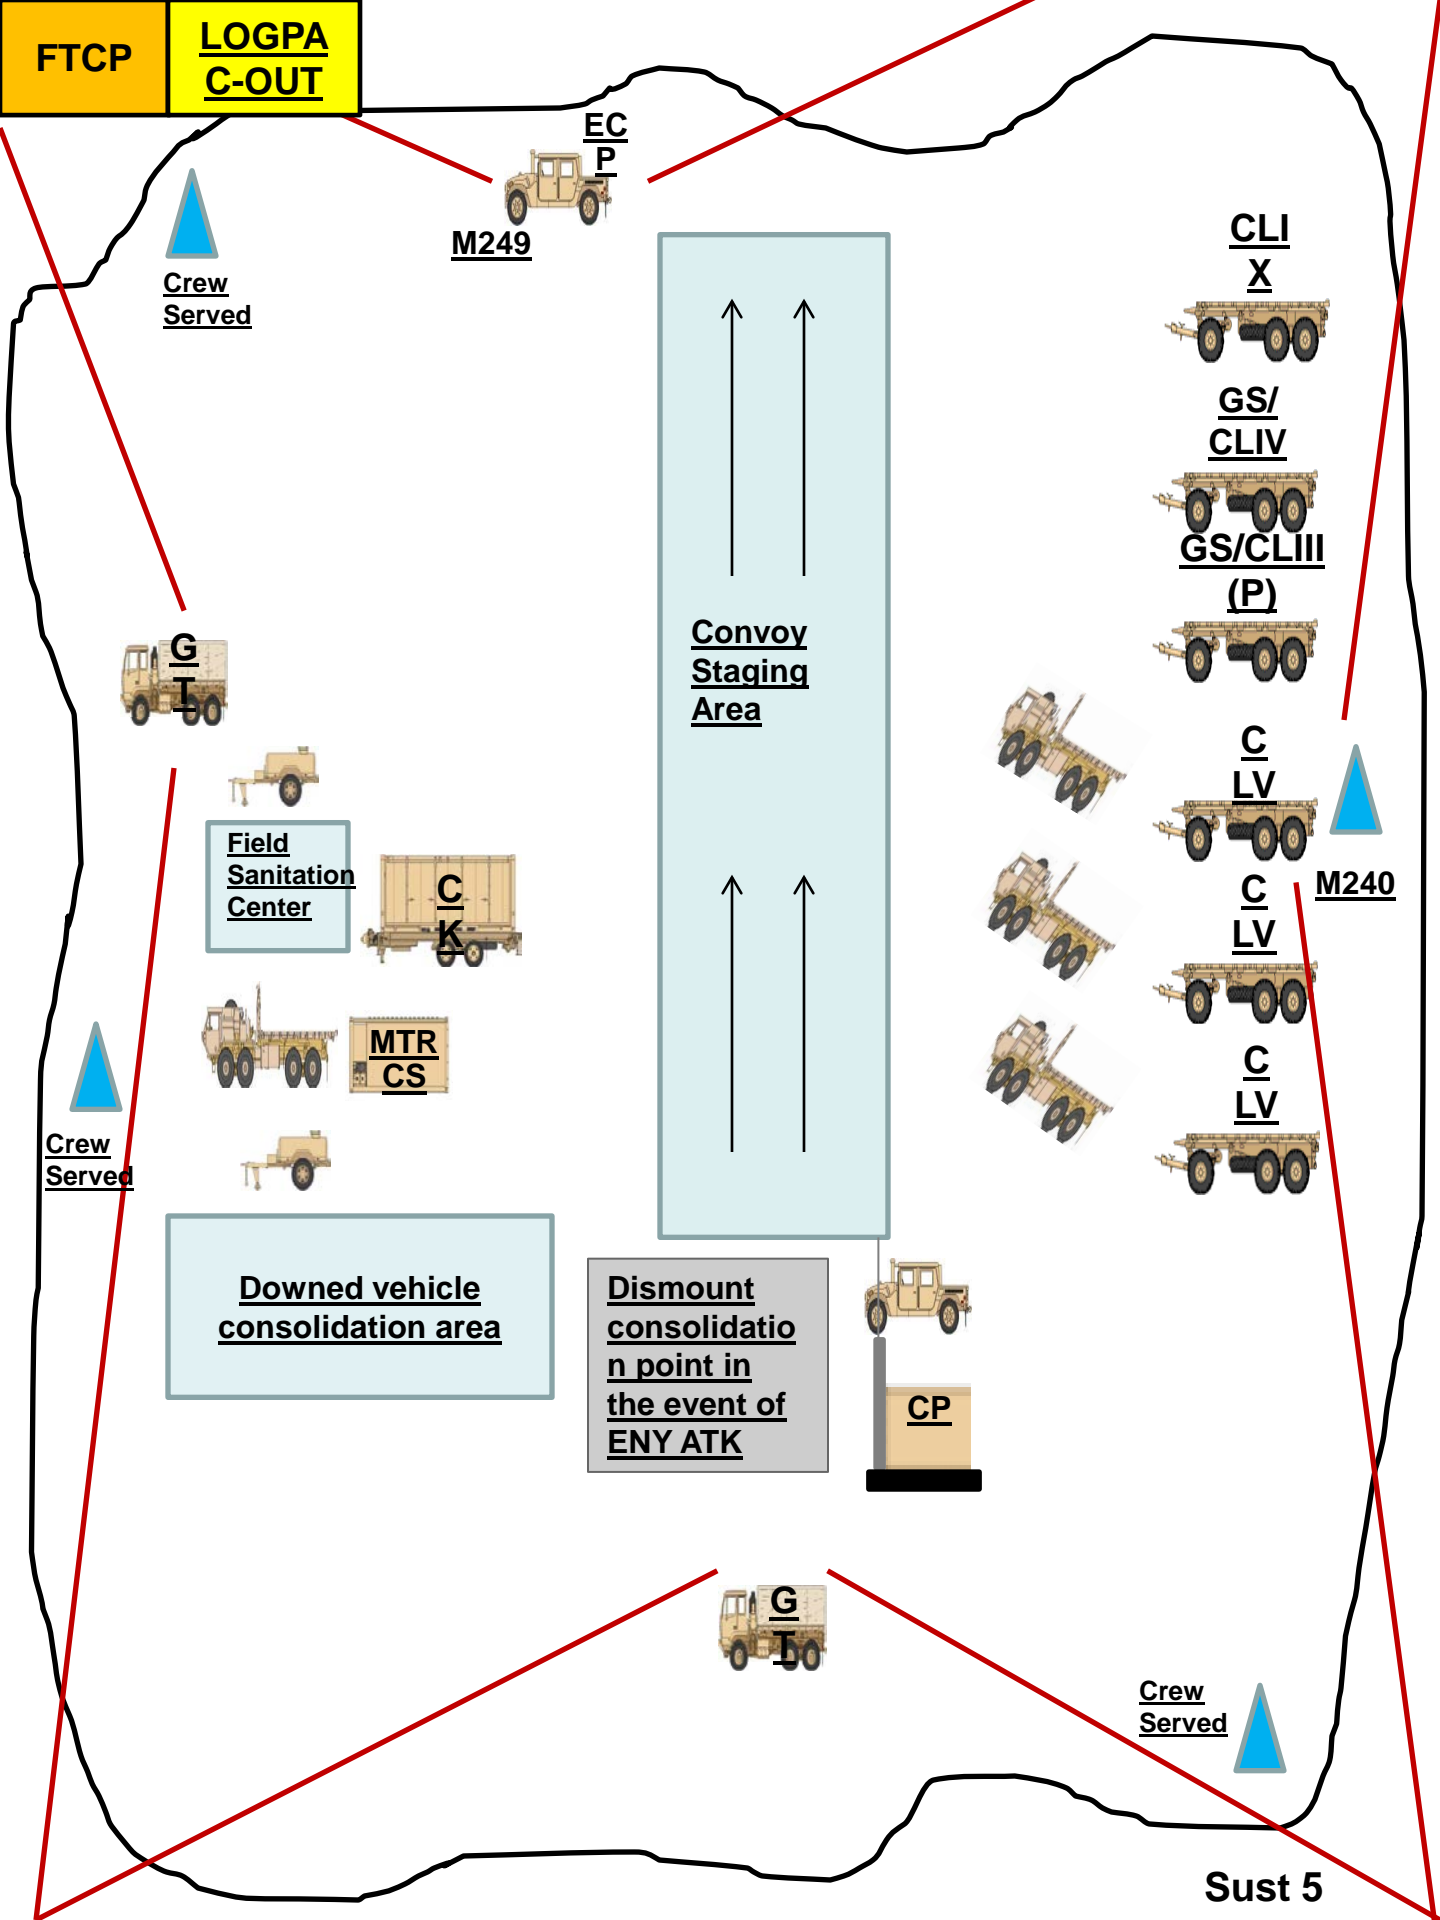 FTCP
LOGPA
C-OUT
EC
P
M249
Crew
Served
CLI
X
GS/
CLIV
GS/CLIII
(P)
G
T
Convoy
Staging
Area
C
LV
M240
Field
Sanitation
Center
C
K
C
LV
MTR
CS
C
LV
Crew
Served
Downed vehicle
consolidation area
Dismount
consolidatio
n point in
the event of
ENY ATK
CP
G
T
Crew
Served
Sust 5